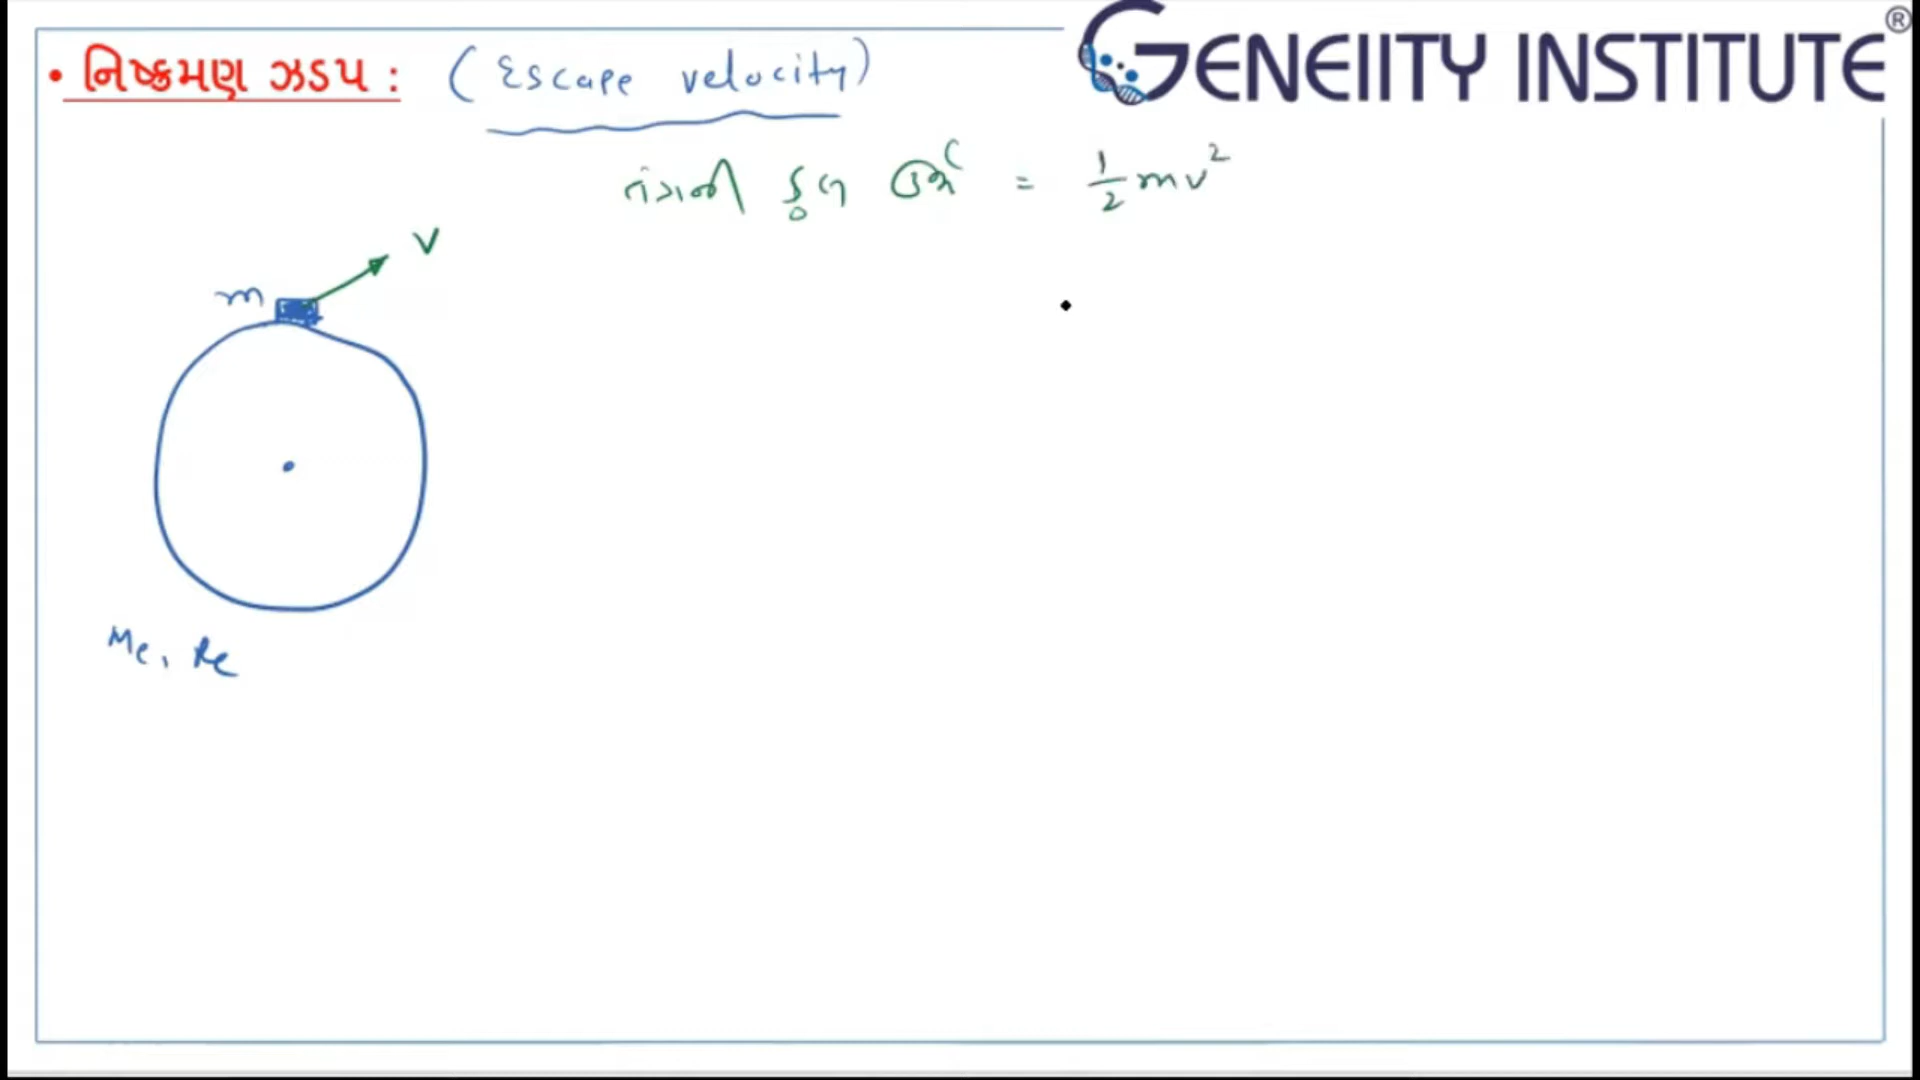 GENEIITY INSTITUTE®
• નિષ્ક્રમણ ઝડપ : (Escape velocity)
તંત્રની કુલ ઊર્જા = 1/2 mv²
v
m
Me, Re